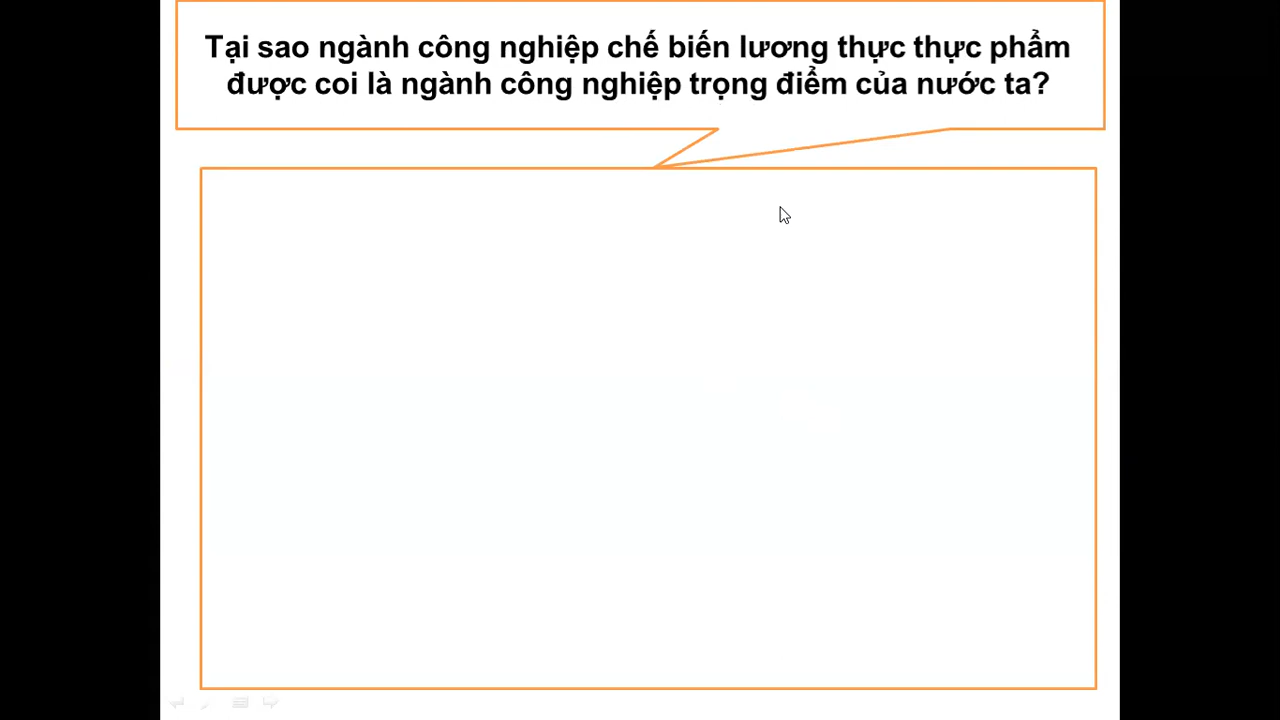 Tại sao ngành công nghiệp chế biến lương thực thực phẩm
được coi là ngành công nghiệp trọng điểm của nước ta?